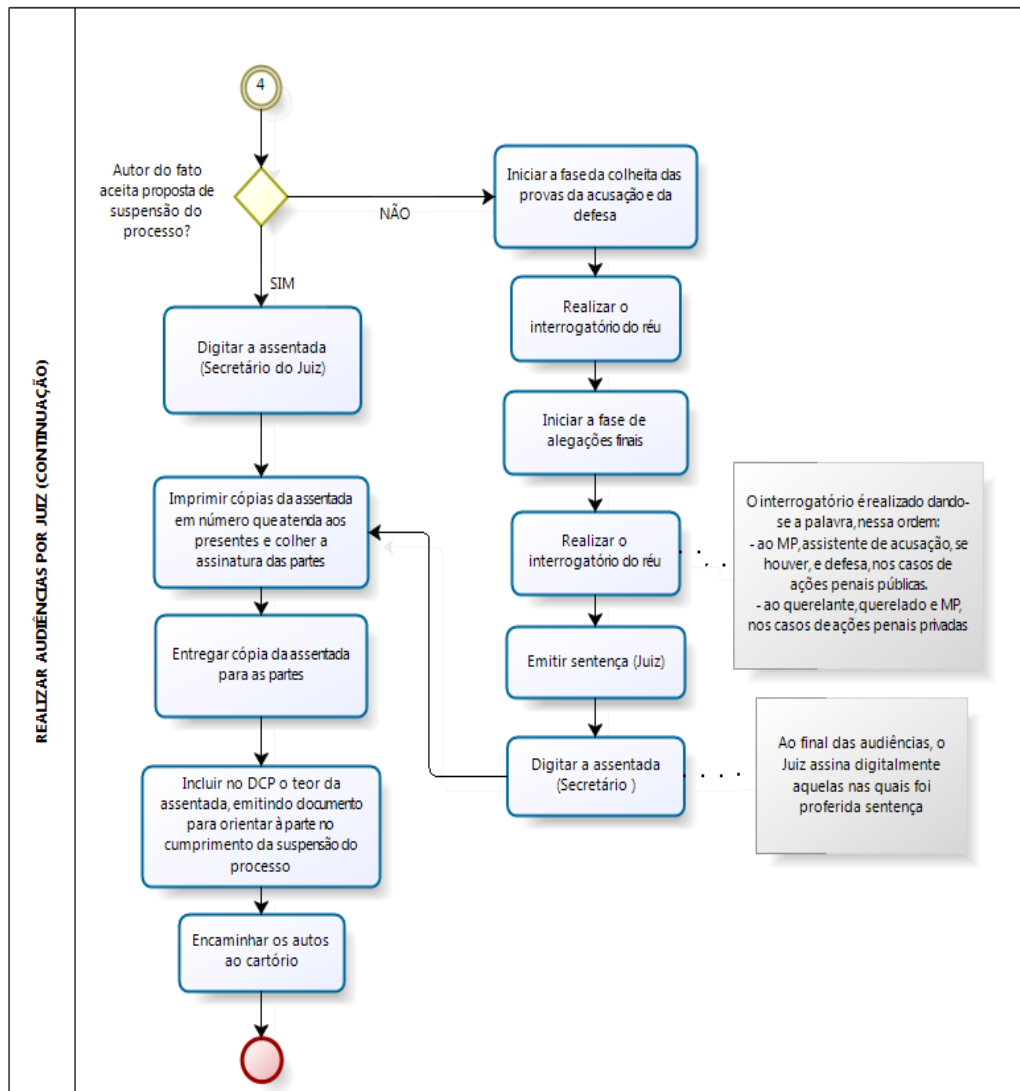 REALIZAR AUDIÊNCIAS POR JUIZ (CONTINUAÇÃO)
4
Autor do fato
aceita proposta de
suspensão do
processo?
NÃO
SIM
Iniciar a fase da colheita das
provas da acusação e da
defesa
Realizar o
interrogatório do réu
Iniciar a fase de
alegações finais
Realizar o
interrogatório do réu
Emitir sentença (Juiz)
Digitar a assentada
(Secretário )
Digitar a assentada
(Secretário do Juiz)
Imprimir cópias da assentada
em número que atenda aos
presentes e colher a
assinatura das partes
Entregar cópia da assentada
para as partes
Incluir no DCP o teor da
assentada, emitindo documento
para orientar à parte no
cumprimento da suspensão do
processo
Encaminhar os autos
ao cartório
O interrogatório é realizado dando-
se a palavra, nessa ordem:
- ao MP, assistente de acusação, se
houver, e defesa, nos casos de
ações penais públicas.
- ao querelante, querelado e MP,
nos casos de ações penais privadas
Ao final das audiências, o
Juiz assina digitalmente
aquelas nas quais foi
proferida sentença